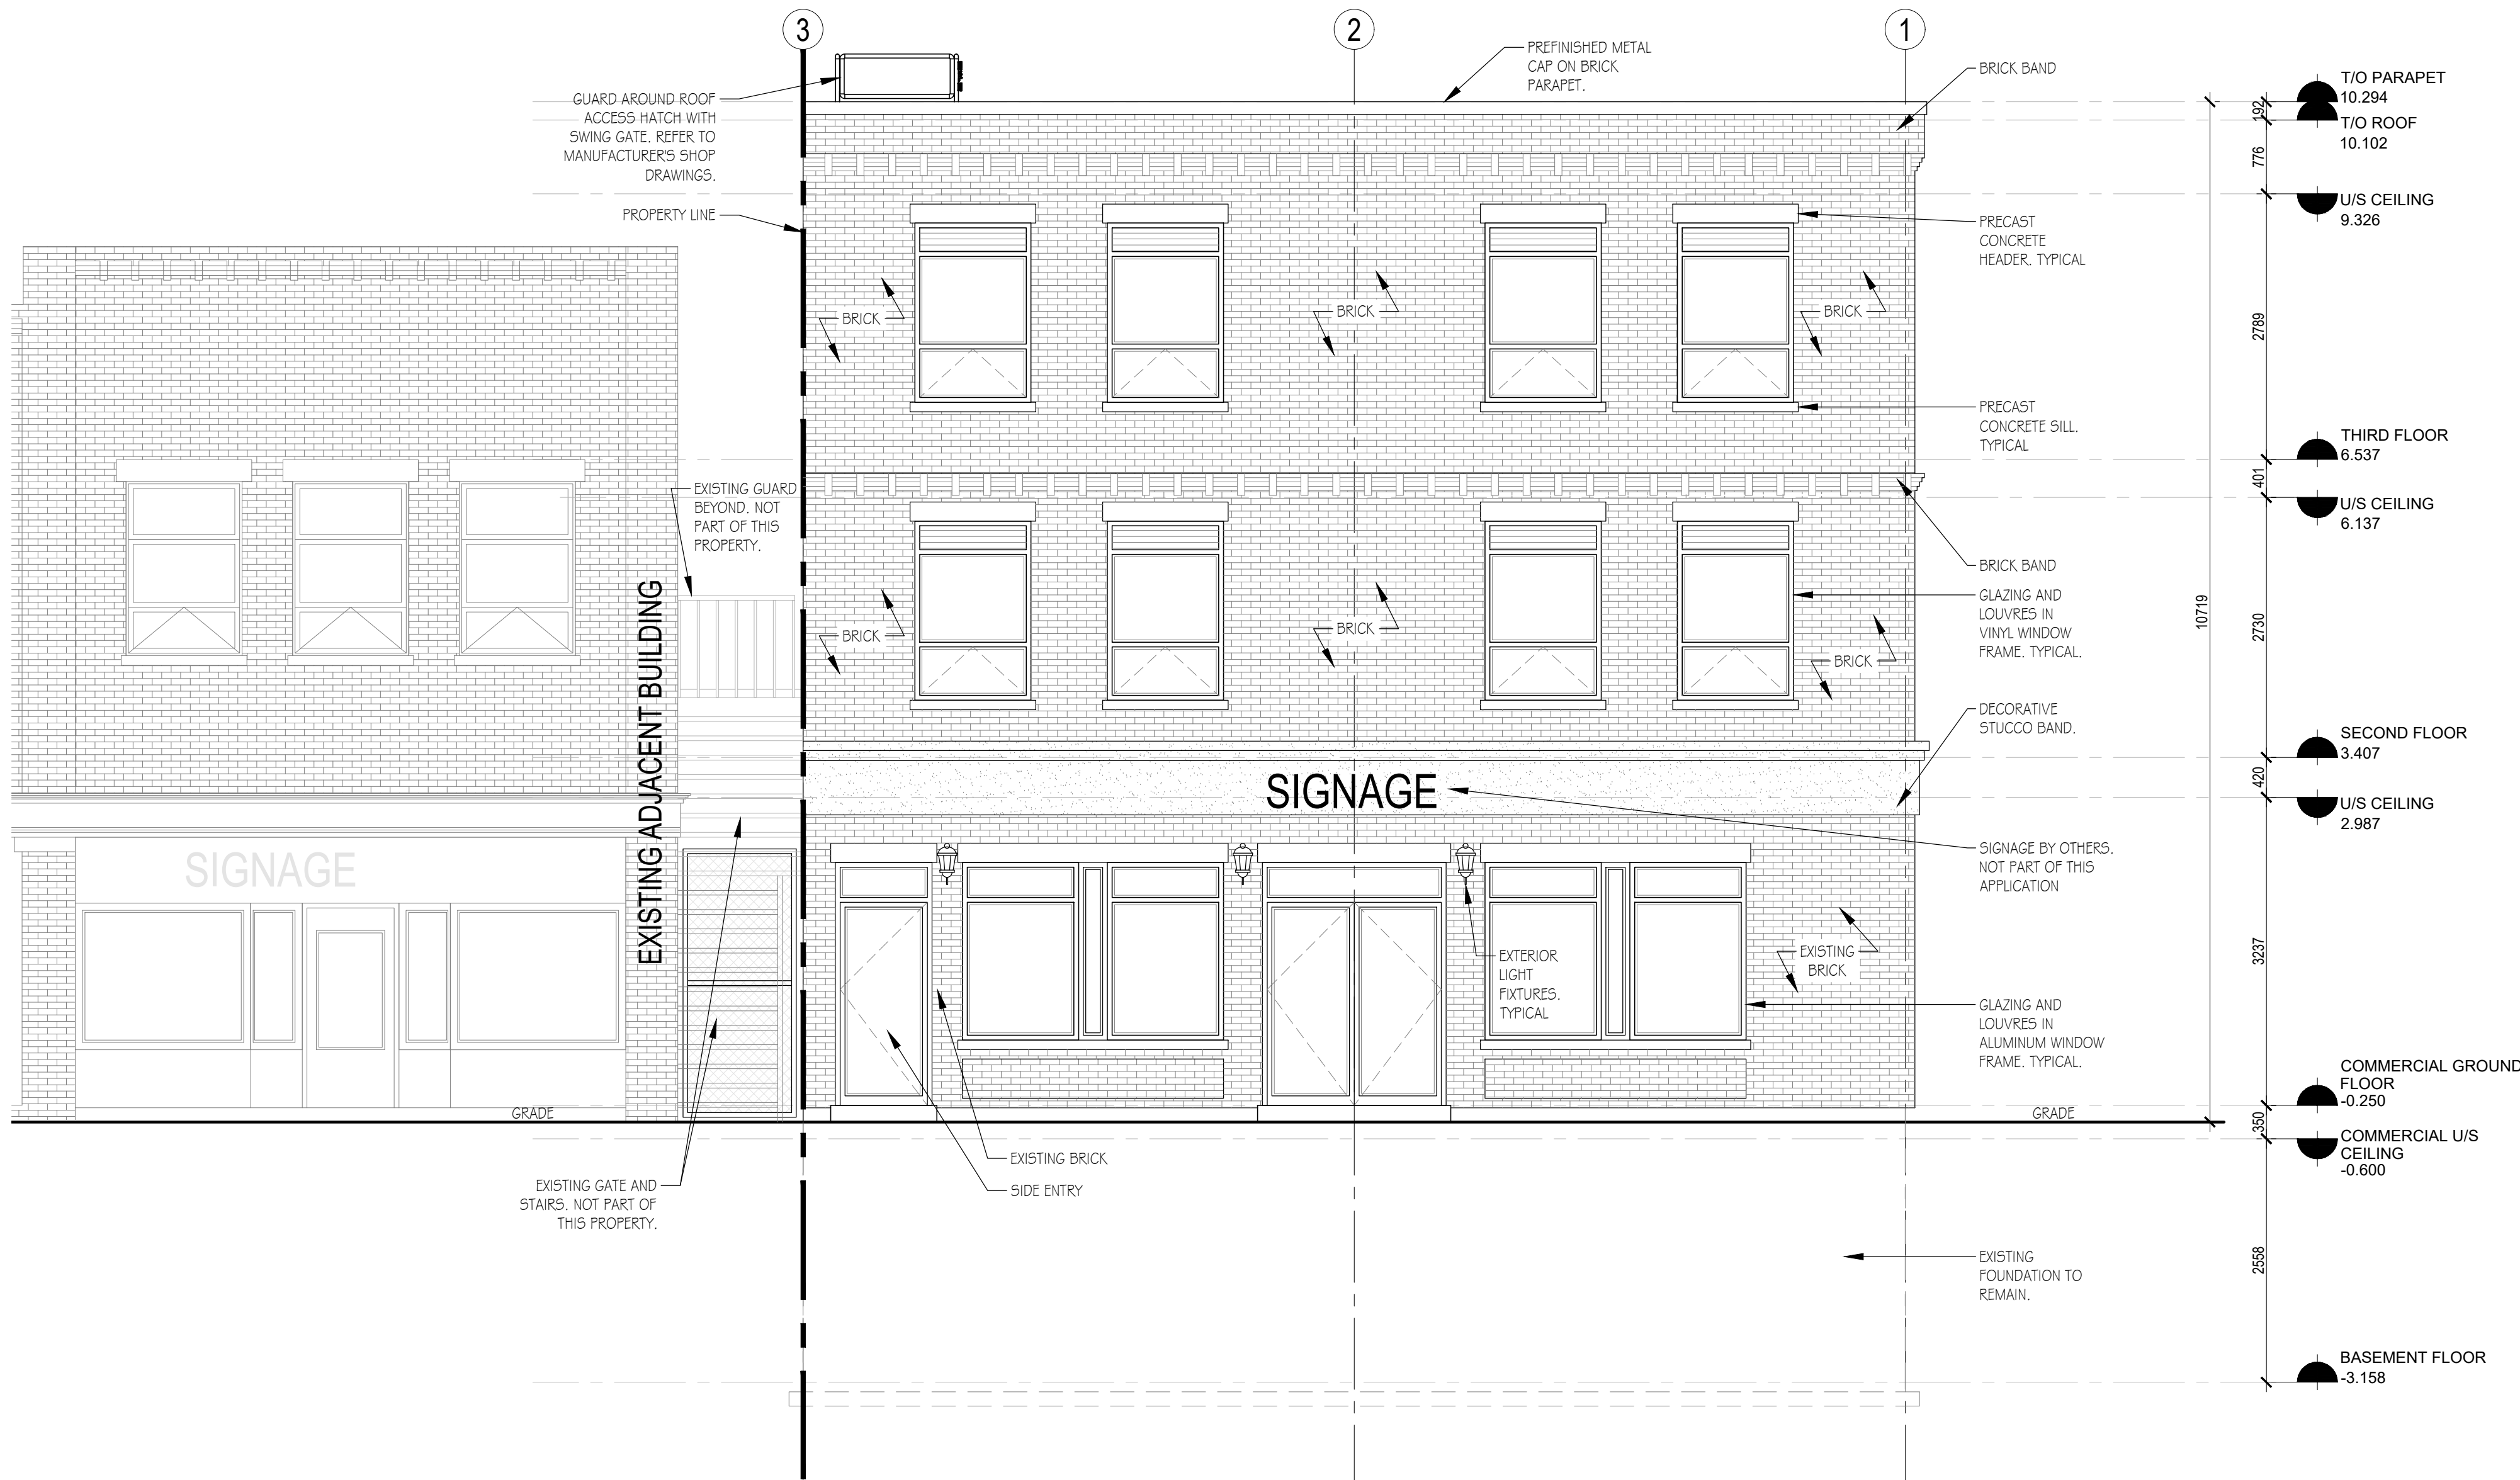 3
2
1
GUARD AROUND ROOF
ACCESS HATCH WITH
SWING GATE. REFER TO
MANUFACTURER'S SHOP
DRAWINGS.
PREFINISHED METAL
CAP ON BRICK
PARAPET.
BRICK BAND
T/O PARAPET
10.294
192
T/O ROOF
10.102
776
PROPERTY LINE
U/S CEILING
9.326
PRECAST
CONCRETE
HEADER. TYPICAL
BRICK
BRICK
BRICK
2789
PRECAST
CONCRETE SILL.
TYPICAL
THIRD FLOOR
6.537
401
EXISTING GUARD
BEYOND. NOT
PART OF THIS
PROPERTY.
U/S CEILING
6.137
BRICK BAND
GLAZING AND
LOUVRES IN
VINYL WINDOW
FRAME. TYPICAL.
BRICK
BRICK
BRICK
10719
2730
EXISTING ADJACENT BUILDING
DECORATIVE
STUCCO BAND.
SECOND FLOOR
3.407
420
SIGNAGE
U/S CEILING
2.987
SIGNAGE
SIGNAGE BY OTHERS.
NOT PART OF THIS
APPLICATION
EXTERIOR
LIGHT
FIXTURES.
TYPICAL
EXISTING
BRICK
3237
GLAZING AND
LOUVRES IN
ALUMINUM WINDOW
FRAME. TYPICAL.
COMMERCIAL GROUND
FLOOR
-0.250
GRADE
GRADE
350
COMMERCIAL U/S
CEILING
-0.600
EXISTING BRICK
SIDE ENTRY
EXISTING GATE AND
STAIRS. NOT PART OF
THIS PROPERTY.
EXISTING
FOUNDATION TO
REMAIN.
2558
BASEMENT FLOOR
-3.158